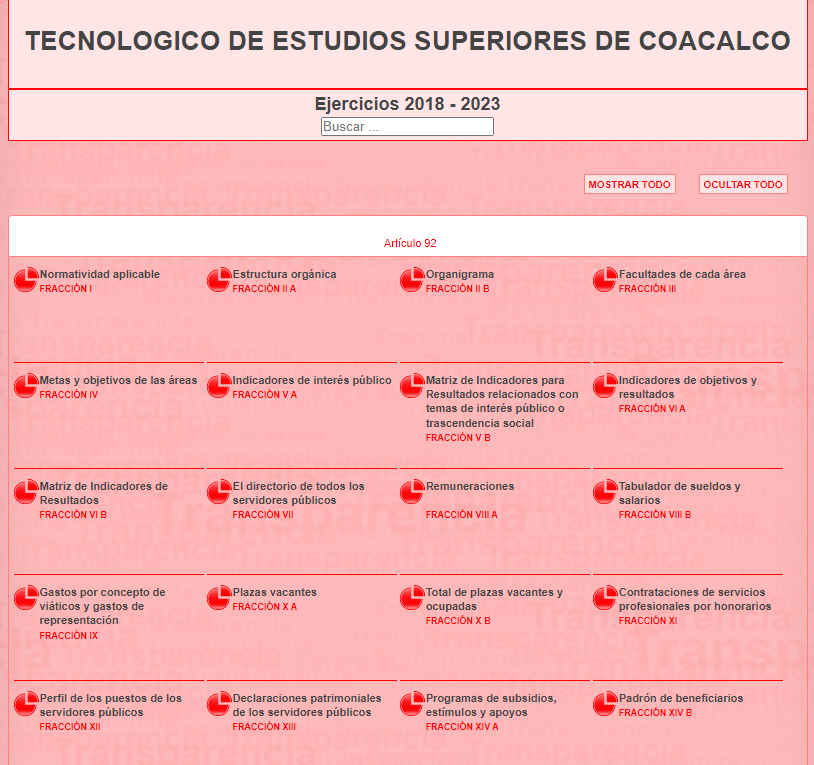 TECNOLOGICO DE ESTUDIOS SUPERIORES DE COACALCO
Ejercicios 2018 - 2023
Buscar ...
MOSTRAR TODO
OCULTAR TODO
Artículo 92
Normatividad aplicable
FRACCIÓN I
Estructura orgánica
FRACCIÓN II A
Organigrama
FRACCIÓN II B
Facultades de cada área
FRACCIÓN III
Metas y objetivos de las áreas
FRACCIÓN IV
Indicadores de interés público
FRACCIÓN V A
Matriz de Indicadores para
Resultados relacionados con
temas de interés público o
trascendencia social
FRACCIÓN V B
Indicadores de objetivos y
resultados
FRACCIÓN VI A
Matriz de Indicadores de
Resultados
FRACCIÓN VI B
El directorio de todos los
servidores públicos
FRACCIÓN VII
Remuneraciones
FRACCIÓN VIII A
Tabulador de sueldos y
salarios
FRACCIÓN VIII B
Gastos por concepto de
viáticos y gastos de
representación
FRACCIÓN IX
Plazas vacantes
FRACCIÓN X A
Total de plazas vacantes y
ocupadas
FRACCIÓN X B
Contrataciones de servicios
profesionales por honorarios
FRACCIÓN XI
Perfil de los puestos de los
servidores públicos
FRACCIÓN XII
Declaraciones patrimoniales
de los servidores públicos
FRACCIÓN XIII
Programas de subsidios,
estímulos y apoyos
FRACCIÓN XIV A
Padrón de beneficiarios
FRACCIÓN XIV B